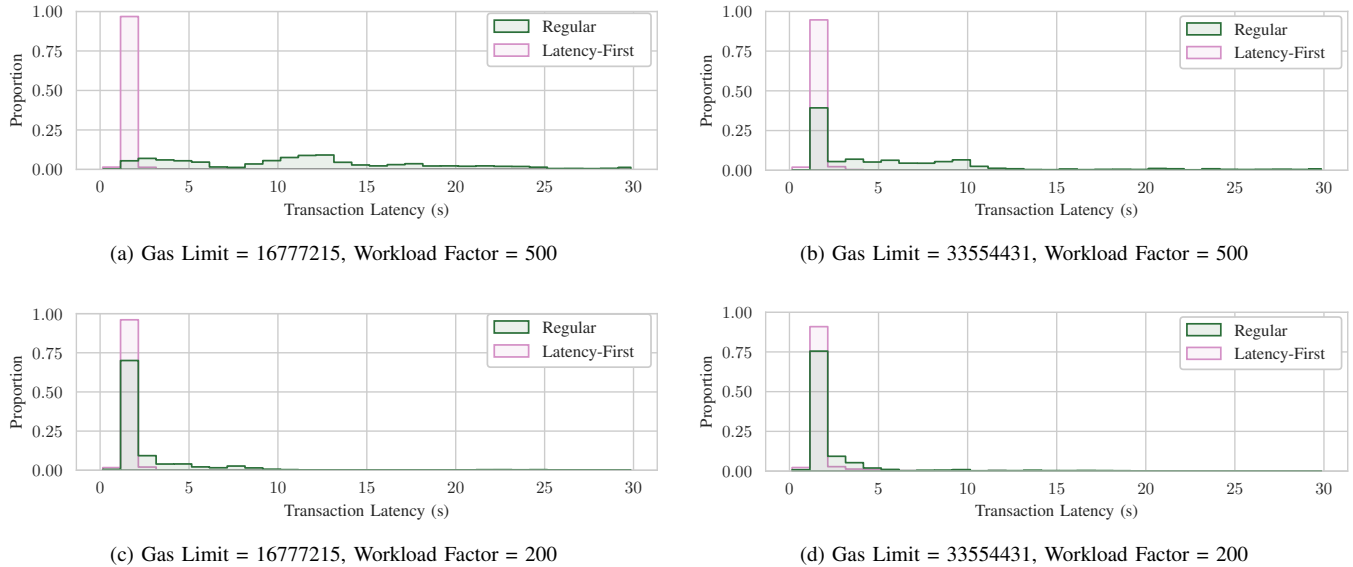 1.00
0.75
0.50
0.25
0.00
Proportion
Regular
Latency-First
0 5 10 15 20 25 30
Transaction Latency (s)
(a) Gas Limit = 16777215, Workload Factor = 500
1.00
0.75
0.50
0.25
0.00
Proportion
Regular
Latency-First
0 5 10 15 20 25 30
Transaction Latency (s)
(b) Gas Limit = 33554431, Workload Factor = 500
1.00
0.75
0.50
0.25
0.00
Proportion
Regular
Latency-First
0 5 10 15 20 25 30
Transaction Latency (s)
(c) Gas Limit = 16777215, Workload Factor = 200
1.00
0.75
0.50
0.25
0.00
Proportion
Regular
Latency-First
0 5 10 15 20 25 30
Transaction Latency (s)
(d) Gas Limit = 33554431, Workload Factor = 200